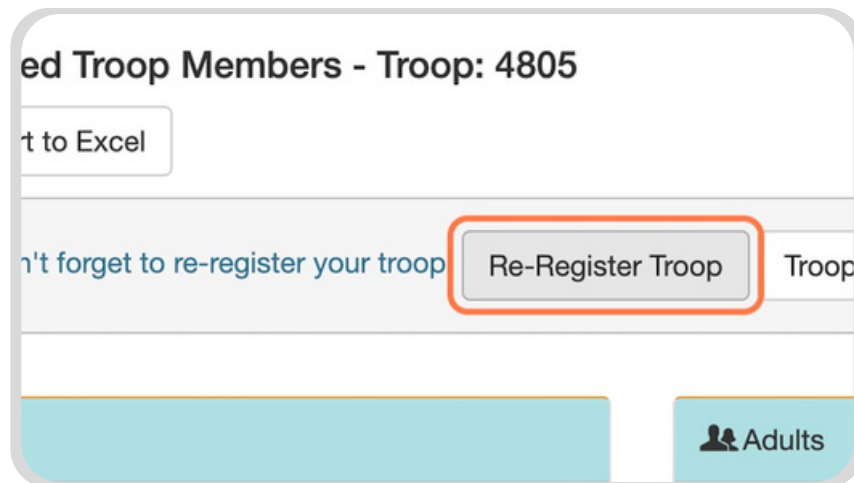 ed Troop Members - Troop: 4805
rt to Excel
n't forget to re-register your troop Re-Register Troop Troop
Adults